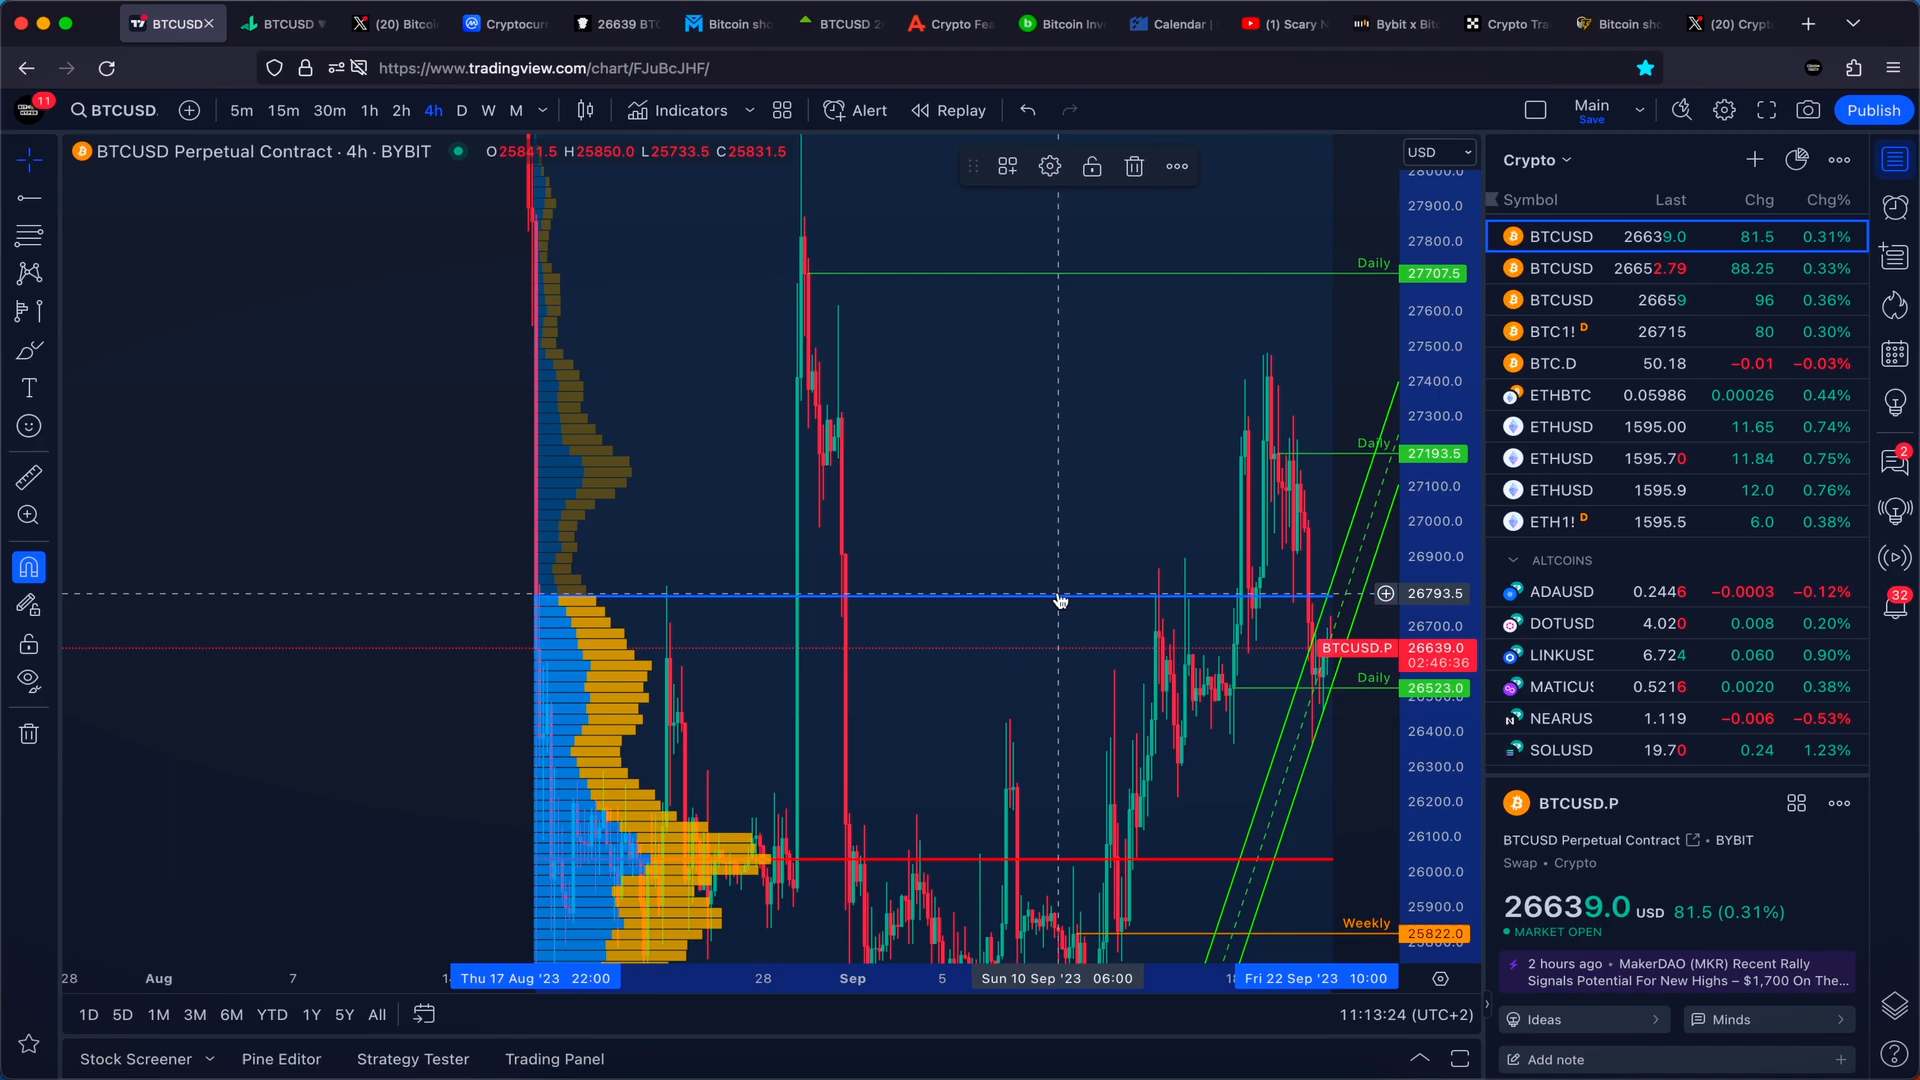 BTCUSD
BTCUSD
(20) Bitcoi
Cryptocurr
26639 BTC
Bitcoin sho
BTCUSD 2
Crypto Fea
Bitcoin Inv
Calendar |
(1) Scary N
Bybit x Bit
Crypto Tra
Bitcoin sho
(20) Crypt
https://www.tradingview.com/chart/FJuBcJHF/
11
BTCUSD.
5m 15m 30m 1h 2h 4h D W M
Indicators
Alert
Replay
Main
Save
Publish
BTCUSD Perpetual Contract · 4h · BYBIT
O25841.5 H25850.0 L25733.5 C25831.5
USD
28000.0
27900.0
27800.0
Daily 27707.5
27600.0
27500.0
27400.0
27300.0
Daily 27193.5
27100.0
27000.0
26900.0
26793.5
26700.0
BTCUSD.P 26639.0
02:46:36
Daily 26523.0
26400.0
26300.0
26200.0
26100.0
26000.0
25900.0
Weekly 25822.0
28 Aug 7 Thu 17 Aug '23 22:00 28 Sep 5 Sun 10 Sep '23 06:00 Fri 22 Sep '23 10:00
1D 5D 1M 3M 6M YTD 1Y 5Y All
11:13:24 (UTC+2)
Stock Screener Pine Editor Strategy Tester Trading Panel
Crypto
Symbol Last Chg Chg%
BTCUSD 26639.0 81.5 0.31%
BTCUSD 26652.79 88.25 0.33%
BTCUSD 26659 96 0.36%
BTC1! D 26715 80 0.30%
BTC.D 50.18 −0.01 −0.03%
ETHBTC 0.05986 0.00026 0.44%
ETHUSD 1595.00 11.65 0.74%
ETHUSD 1595.70 11.84 0.75%
ETHUSD 1595.9 12.0 0.76%
ETH1! D 1595.5 6.0 0.38%
ALTCOINS
ADAUSD 0.2446 −0.0003 −0.12%
DOTUSD 4.020 0.008 0.20%
LINKUSD 6.724 0.060 0.90%
MATICUS 0.5216 0.0020 0.38%
NEARUS 1.119 −0.006 −0.53%
SOLUSD 19.70 0.24 1.23%
BTCUSD.P
BTCUSD Perpetual Contract • BYBIT
Swap • Crypto
26639.0 USD 81.5 (0.31%)
MARKET OPEN
2 hours ago • MakerDAO (MKR) Recent Rally
Signals Potential For New Highs – $1,700 On The...
Ideas
Minds
Add note
2
32